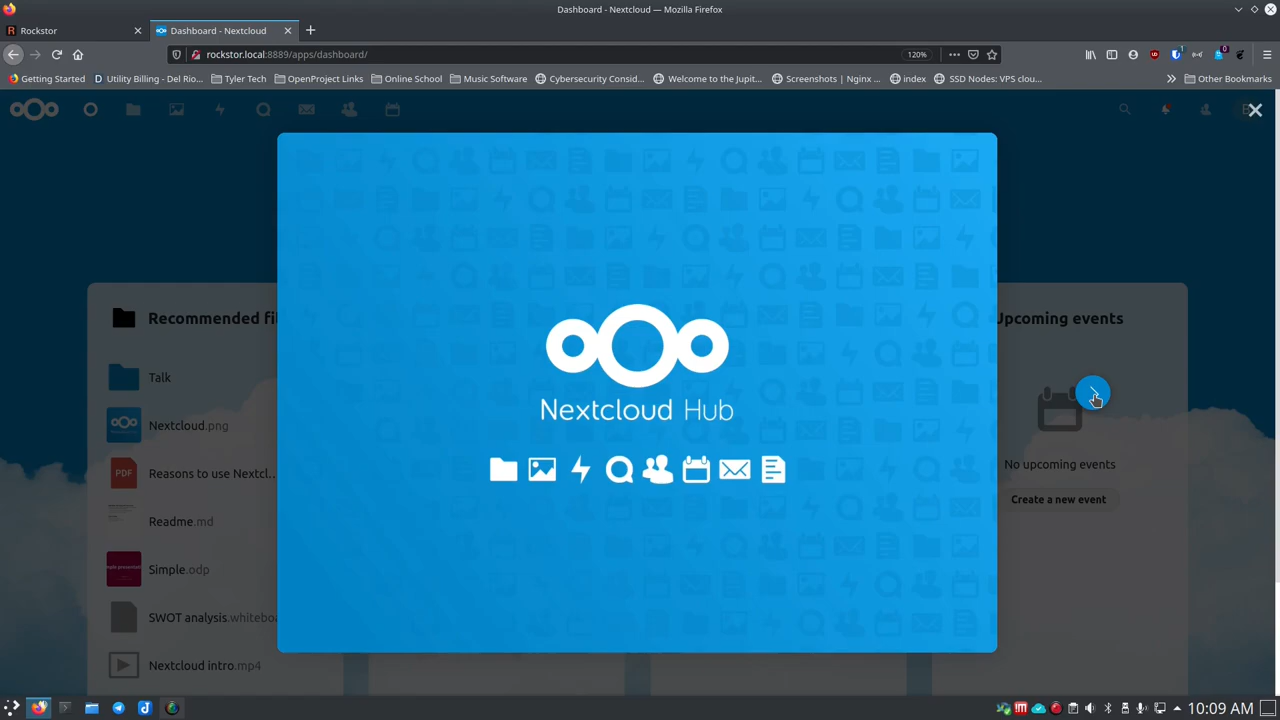 Dashboard - Nextcloud — Mozilla Firefox
Rockstor
Dashboard - Nextcloud
rockstor.local:8889/apps/dashboard/
120%
Getting Started
Utility Billing - Del Rio...
Tyler Tech
OpenProject Links
Online School
Music Software
Cybersecurity Consid...
Welcome to the Jupit...
Screenshots | Nginx ...
index
SSD Nodes: VPS clou...
Other Bookmarks
Recommended fil
Upcoming events
Talk
Nextcloud.png
Reasons to use Nextcl...
Readme.md
Simple.odp
SWOT analysis.whiteboa
Nextcloud intro.mp4
Nextcloud Hub
No upcoming events
Create a new event
10:09 AM